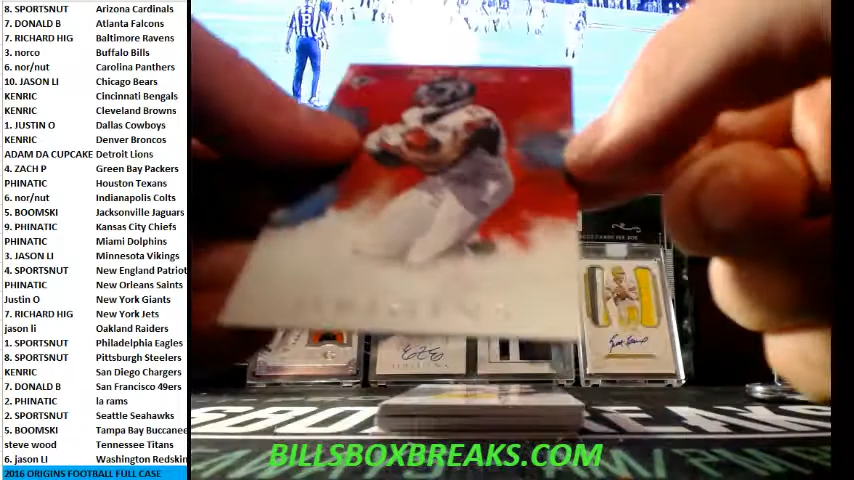 8. SPORTSNUT Arizona Cardinals
7. DONALD B Atlanta Falcons
7. RICHARD HIG Baltimore Ravens
3. norco Buffalo Bills
6. nor/nut Carolina Panthers
10. JASON LI Chicago Bears
KENRIC Cincinnati Bengals
KENRIC Cleveland Browns
1. JUSTIN O Dallas Cowboys
KENRIC Denver Broncos
ADAM DA CUPCAKE Detroit Lions
4. ZACH P Green Bay Packers
PHINATIC Houston Texans
6. nor/nut Indianapolis Colts
5. BOOMSKI Jacksonville Jaguars
9. PHINATIC Kansas City Chiefs
PHINATIC Miami Dolphins
3. JASON LI Minnesota Vikings
4. SPORTSNUT New England Patriot
PHINATIC New Orleans Saints
Justin O New York Giants
7. RICHARD HIG New York Jets
jason li Oakland Raiders
1. SPORTSNUT Philadelphia Eagles
8. SPORTSNUT Pittsburgh Steelers
KENRIC San Diego Chargers
7. DONALD B San Francisco 49ers
2. PHINATIC la rams
2. SPORTSNUT Seattle Seahawks
5. BOOMSKI Tampa Bay Buccanee
steve wood Tennessee Titans
6. jason LI Washington Redskin
2016 ORIGINS FOOTBALL FULL CASE
BILLSBOXBREAKS.COM